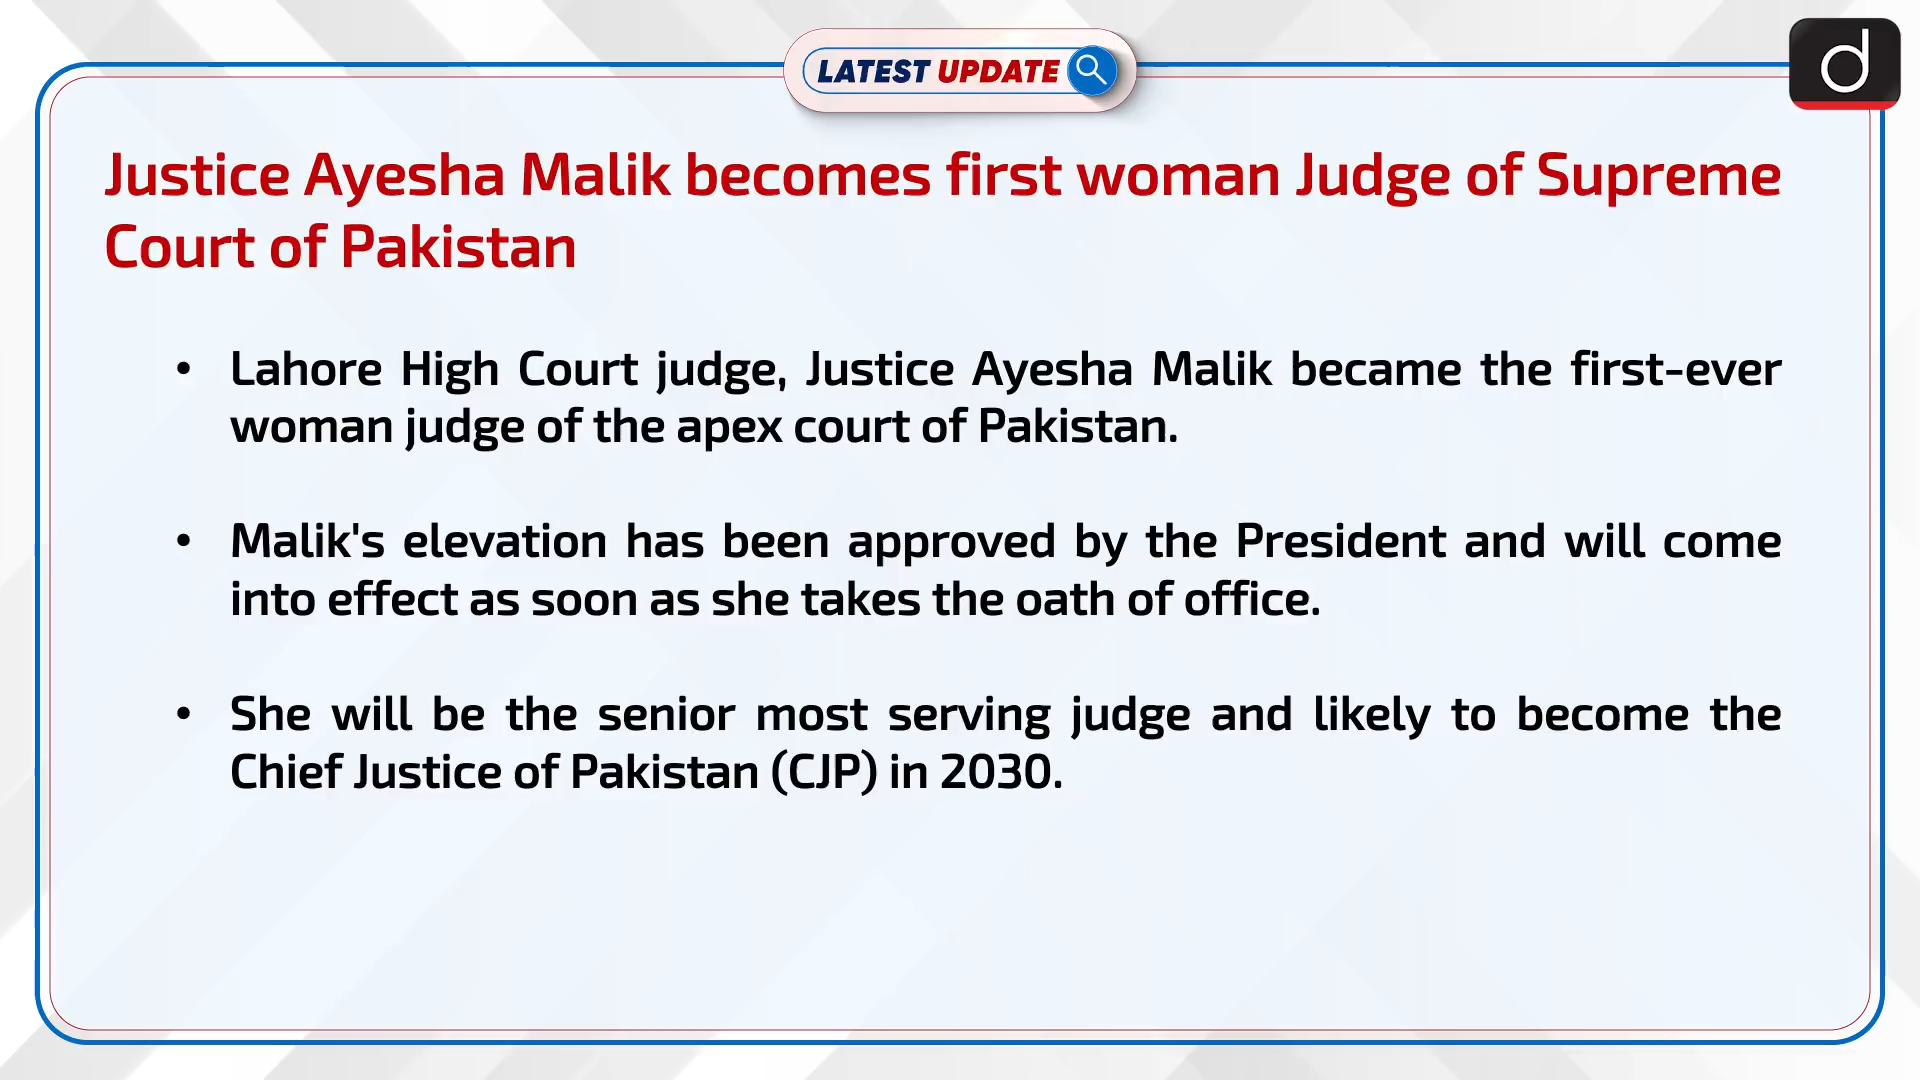 LATEST UPDATE
d
Justice Ayesha Malik becomes first woman Judge of Supreme
Court of Pakistan
• Lahore High Court judge, Justice Ayesha Malik became the first-ever
woman judge of the apex court of Pakistan.
• Malik's elevation has been approved by the President and will come
into effect as soon as she takes the oath of office.
• She will be the senior most serving judge and likely to become the
Chief Justice of Pakistan (CJP) in 2030.